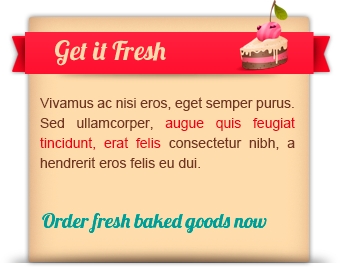 Get it Fresh
Vivamus ac nisi eros, eget semper purus.
Sed ullamcorper, augue quis feugiat
tincidunt, erat felis consectetur nibh, a
hendrerit eros felis eu dui.
Order fresh baked goods now